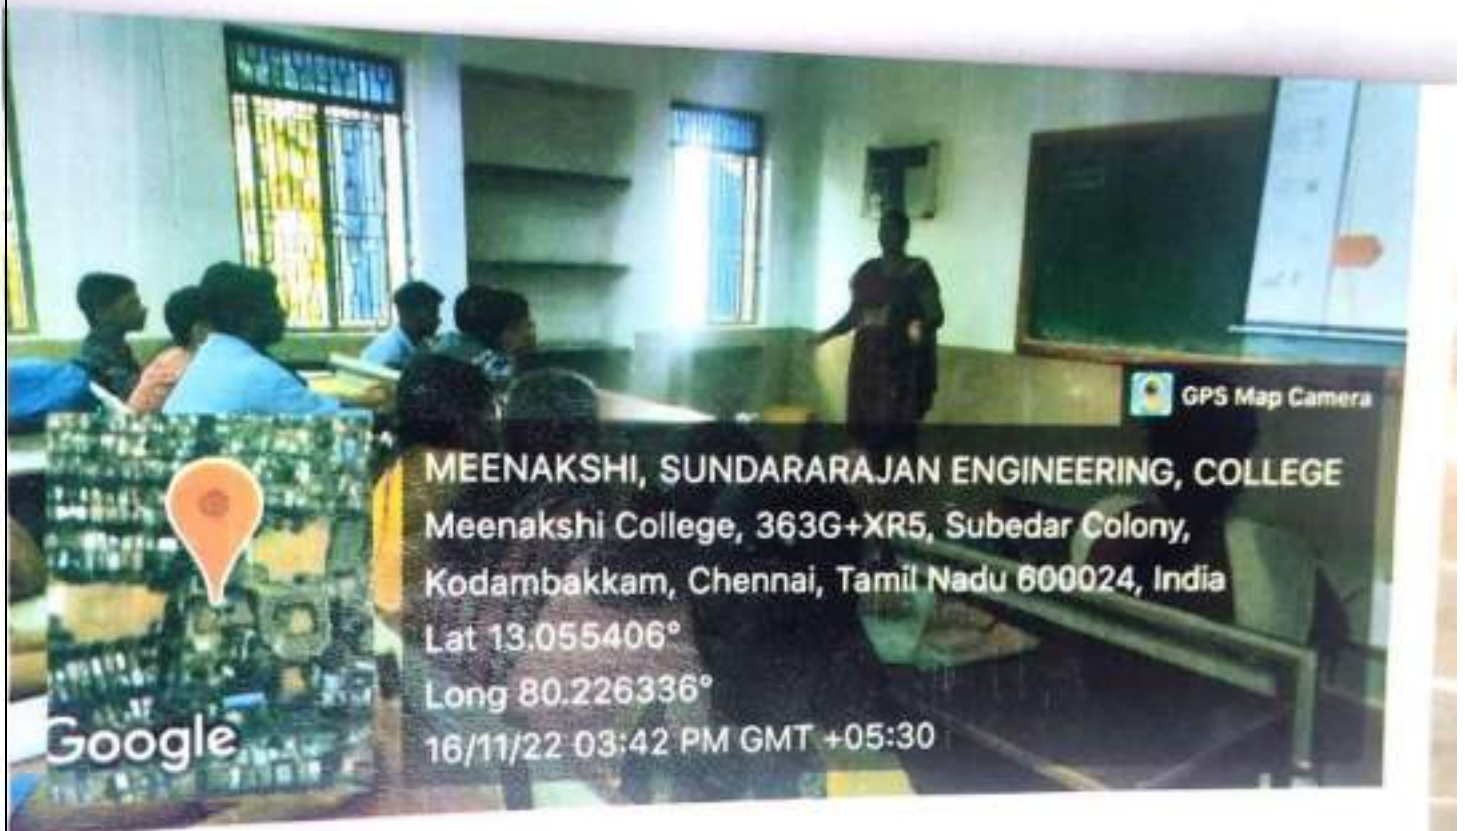 GPS Map Camera
MEENAKSHI, SUNDARARAJAN ENGINEERING, COLLEGE
Meenakshi College, 363G+XR5, Subedar Colony,
Kodambakkam, Chennai, Tamil Nadu 600024, India
Lat 13.055406°
Long 80.226336°
16/11/22 03:42 PM GMT +05:30
Google